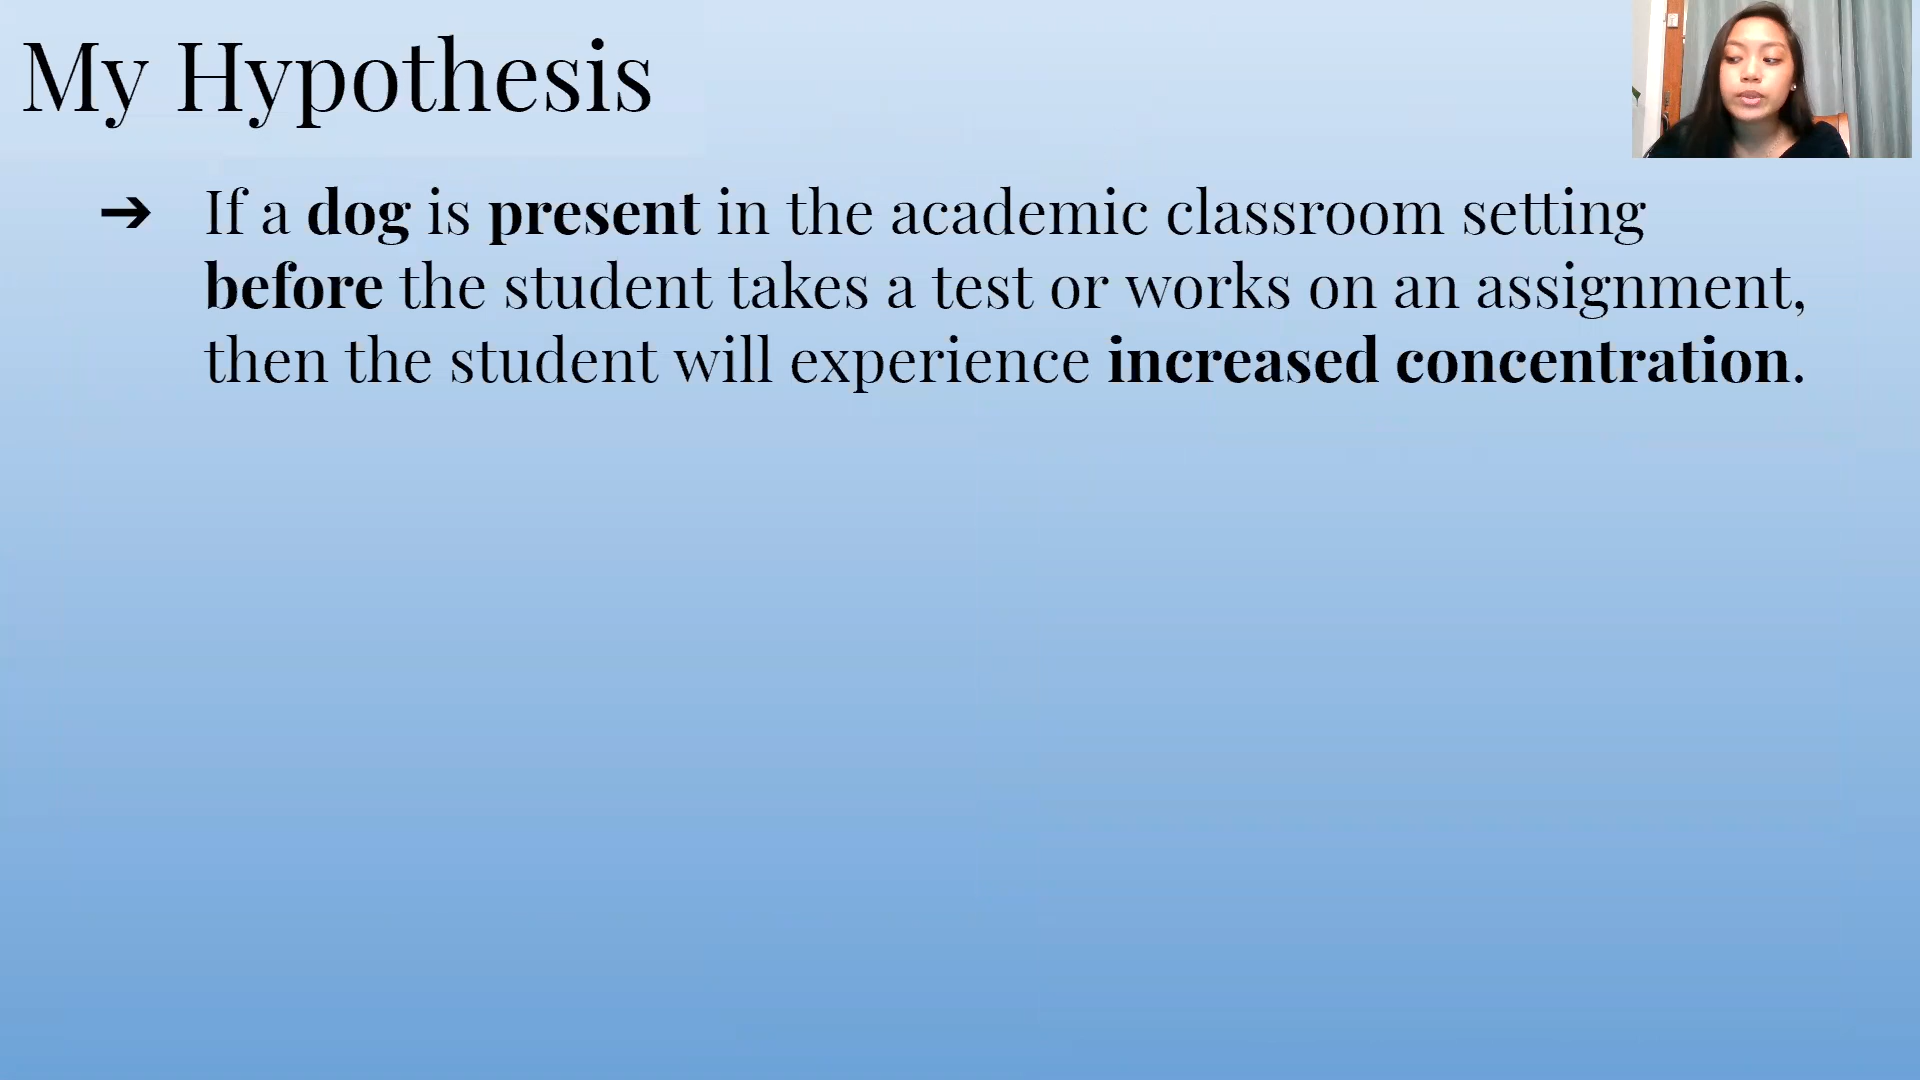 My Hypothesis
➔ If a dog is present in the academic classroom setting
before the student takes a test or works on an assignment,
then the student will experience increased concentration.